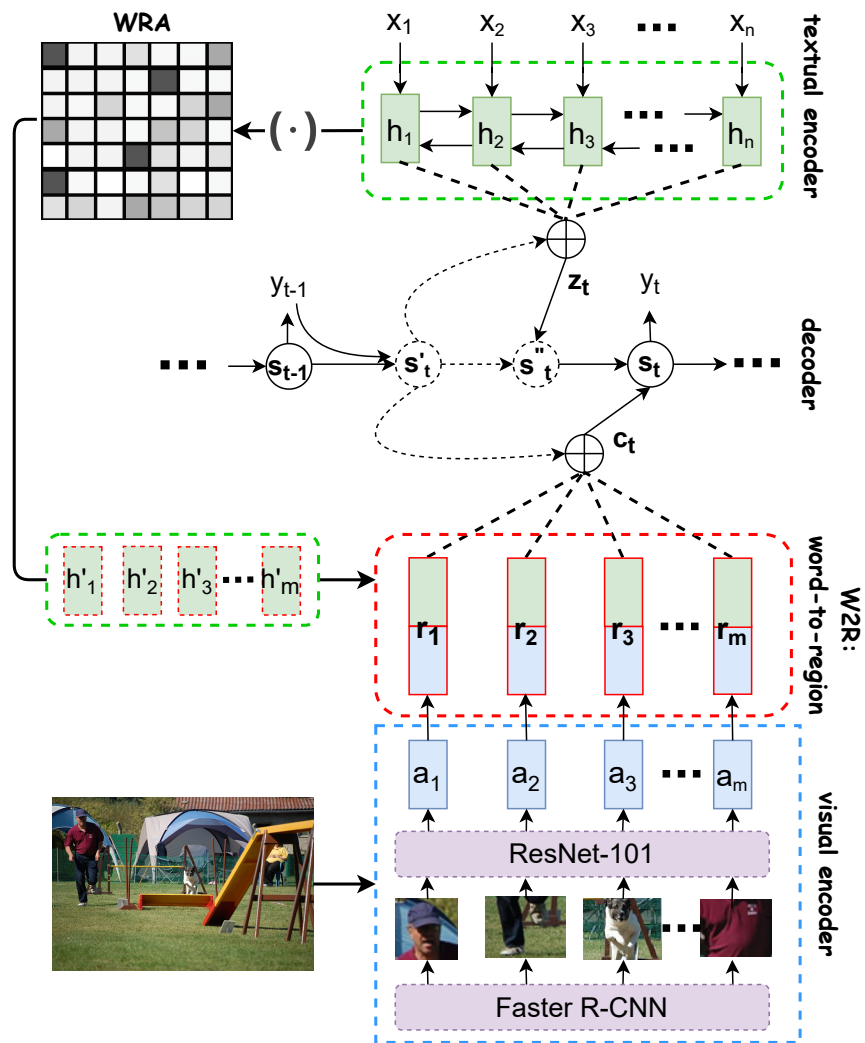 WRA
x1 x2 x3 ... xn
textual encoder
(·)
h1 h2 h3 ... hn
zt
yt-1 yt
... st-1 s't s''t st ...
decoder
ct
h'1 h'2 h'3 ... h'm
r1 r2 r3 ... rm
W2R:
word-to-region
a1 a2 a3 ... am
ResNet-101
visual encoder
Faster R-CNN